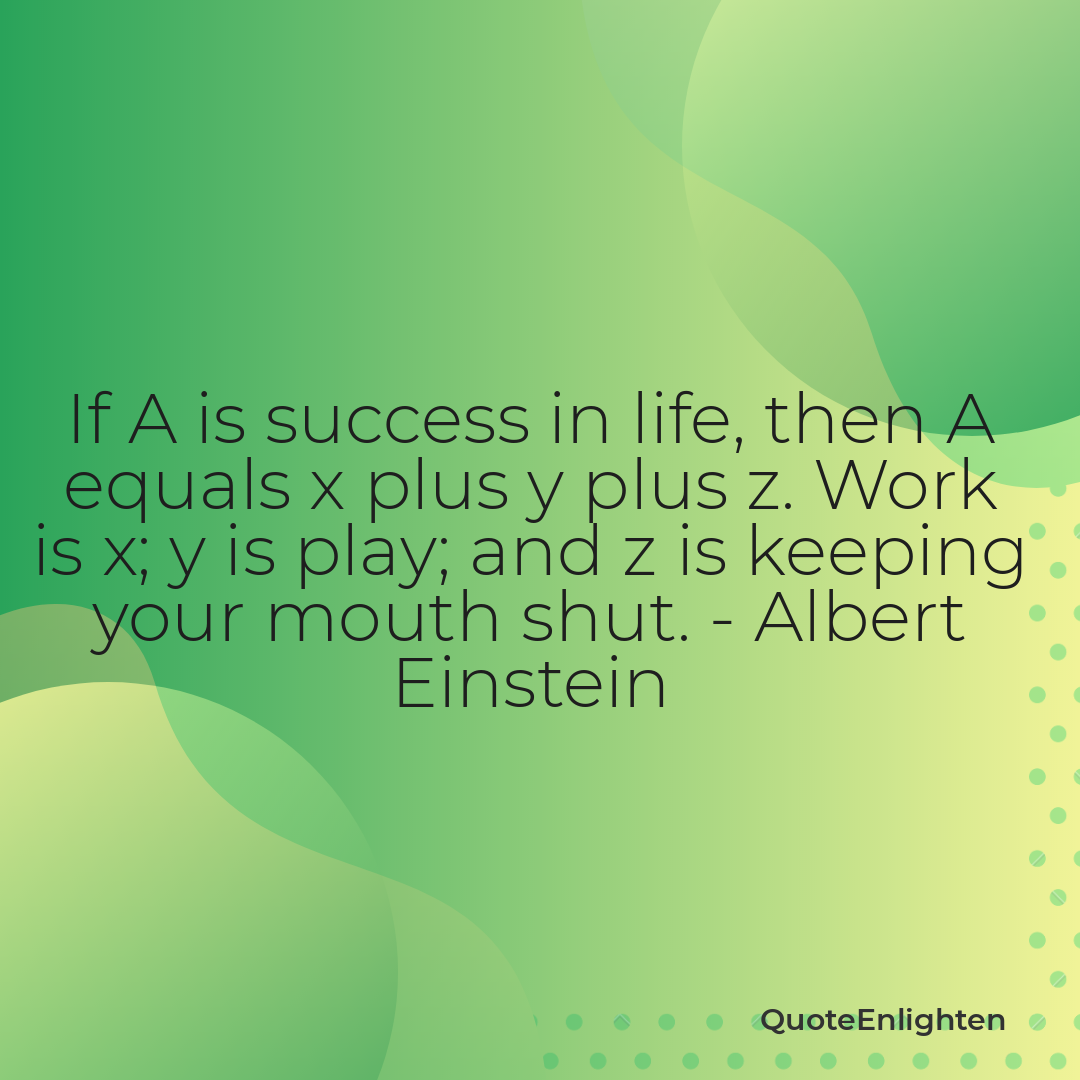 If A is success in life, then A
equals x plus y plus z. Work
is x; y is play; and z is keeping
your mouth shut. - Albert
Einstein
QuoteEnlighten